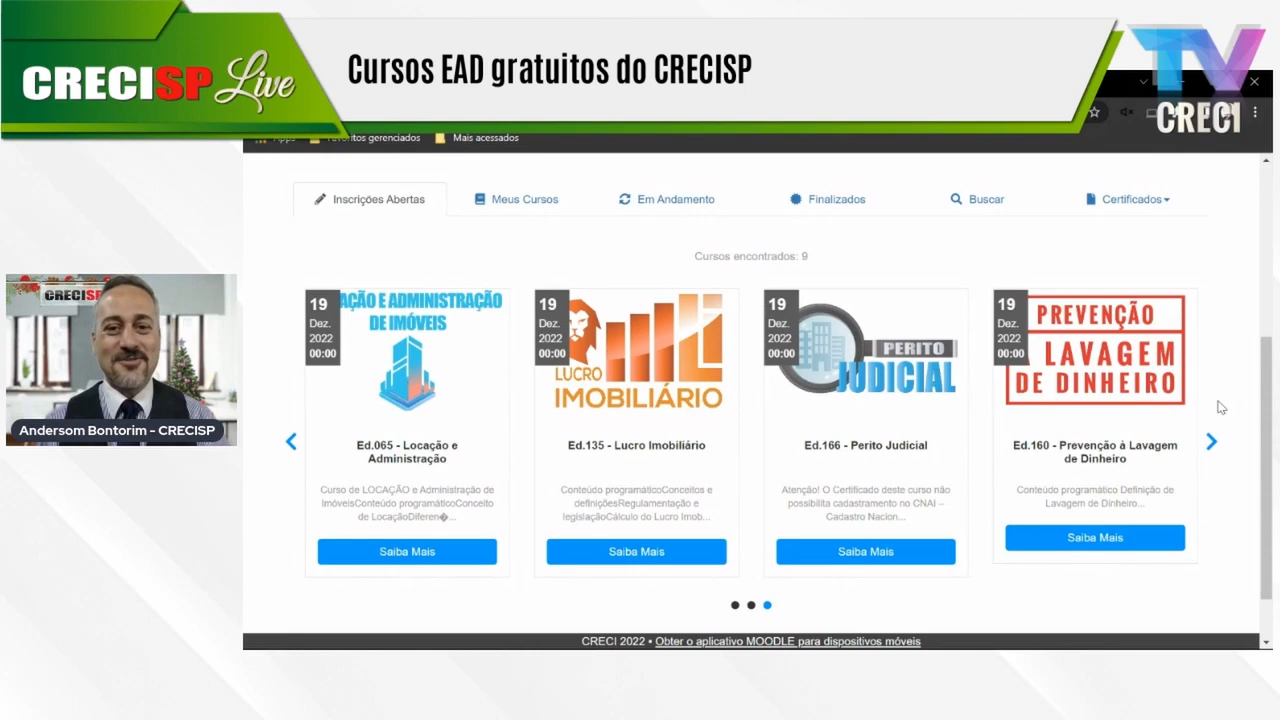 CRECISP Live
Cursos EAD gratuitos do CRECISP
TV
CRECI
Apps
Favoritos gerenciados
Mais acessados
Inscrições Abertas
Meus Cursos
Em Andamento
Finalizados
Buscar
Certificados
Cursos encontrados: 9
CRECISP
Andersom Bontorim - CRECISP
19
Dez.
2022
00:00
AÇÃO E ADMINISTRAÇÃO
DE IMÓVEIS
Ed.065 - Locação e
Administração
Curso de LOCAÇÃO e Administração de
ImóveisConteúdo programáticoConceito
de LocaçãoDiferen�...
Saiba Mais
19
Dez.
2022
00:00
LUCRO
IMOBILIÁRIO
Ed.135 - Lucro Imobiliário
Conteúdo programáticoConceitos e
definiçõesRegulamentação e
legislaçãoCálculo do Lucro Imob...
Saiba Mais
19
Dez.
2022
00:00
PERITO
JUDICIAL
Ed.166 - Perito Judicial
Atenção! O Certificado deste curso não
possibilita cadastramento no CNAI –
Cadastro Nacion...
Saiba Mais
19
Dez.
2022
00:00
PREVENÇÃO
LAVAGEM
DE DINHEIRO
Ed.160 - Prevenção à Lavagem
de Dinheiro
Conteúdo programático Definição de
Lavagem de Dinheiro...
Saiba Mais
CRECI 2022 • Obter o aplicativo MOODLE para dispositivos móveis